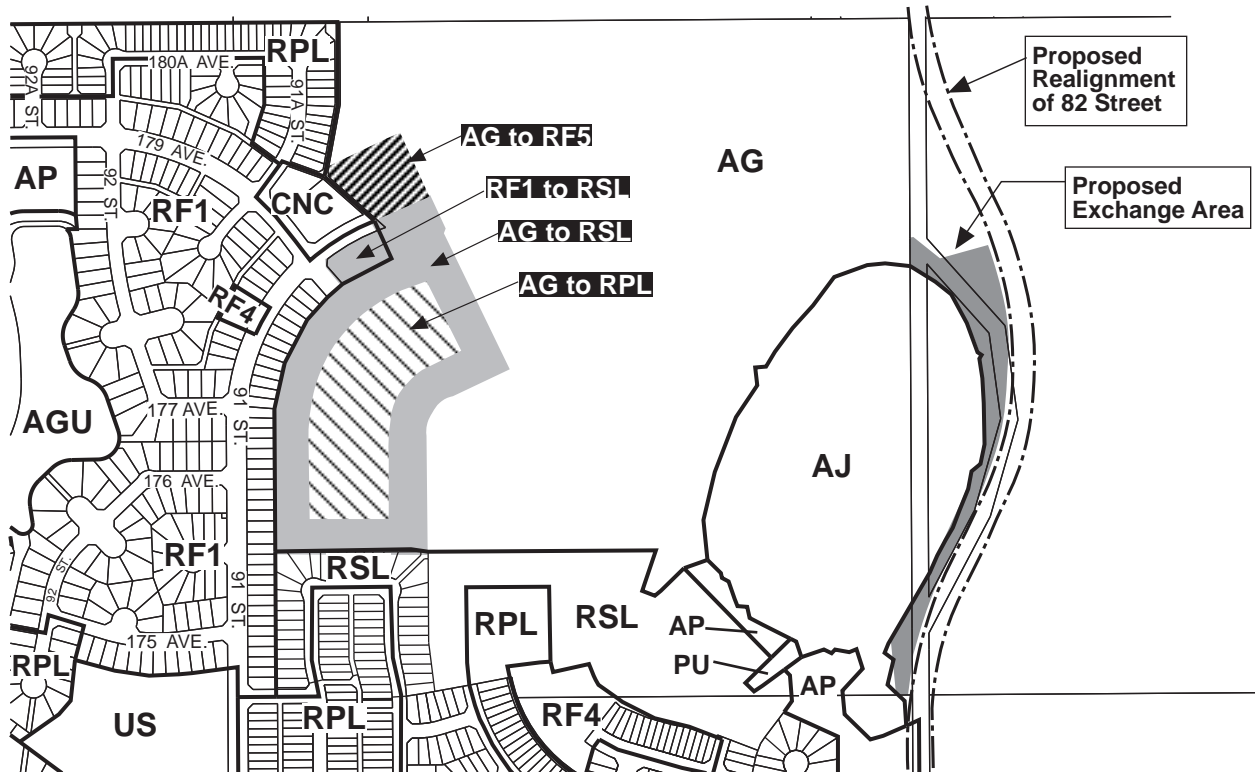 RPL
180A AVE.
92A ST.
91A ST.
Proposed
Realignment
of 82 Street
AG to RF5
179 AVE.
AG
AP
92 ST.
RF1
CNC
RF1 to RSL
Proposed
Exchange Area
AG to RSL
AG to RPL
RF4
AGU
177 AVE.
91 ST.
AJ
176 AVE.
RF1
RSL
92 ST.
91 ST.
RPL
RSL
AP
175 AVE.
RPL
PU
AP
US
RPL
RF4